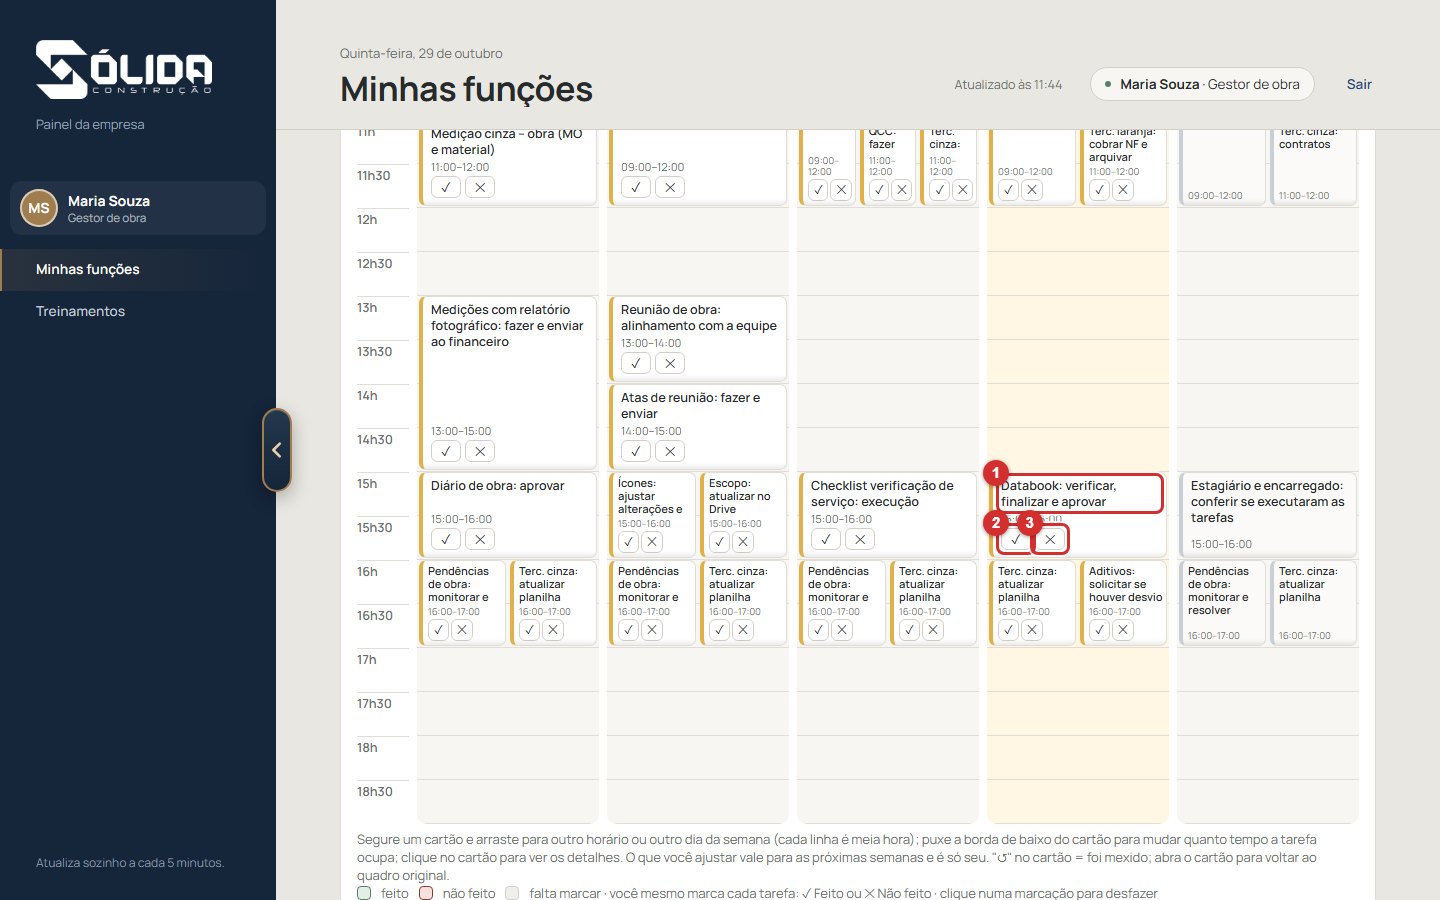 SÓLIDA
CONSTRUÇÃO
Painel da empresa
MS
Maria Souza
Gestor de obra
Minhas funções
Treinamentos
Atualiza sozinho a cada 5 minutos.
Quinta-feira, 29 de outubro
Minhas funções
Atualizado às 11:44
Maria Souza · Gestor de obra
Sair
11h
11h30
12h
12h30
13h
13h30
14h
14h30
15h
15h30
16h
16h30
17h
17h30
18h
18h30
Medição cinza – obra (MO
e material)
11:00–12:00
✓ ✕
Medições com relatório
fotográfico: fazer e enviar
ao financeiro
13:00–15:00
✓ ✕
Diário de obra: aprovar
15:00–16:00
✓ ✕
Pendências
de obra:
monitorar e
16:00–17:00
✓ ✕
Terc. cinza:
atualizar
planilha
16:00–17:00
✓ ✕
09:00–12:00
✓ ✕
Reunião de obra:
alinhamento com a equipe
13:00–14:00
✓ ✕
Atas de reunião: fazer e
enviar
14:00–15:00
✓ ✕
Ícones:
ajustar
alterações e
15:00–16:00
✓ ✕
Escopo:
atualizar no
Drive
15:00–16:00
✓ ✕
Pendências
de obra:
monitorar e
16:00–17:00
✓ ✕
Terc. cinza:
atualizar
planilha
16:00–17:00
✓ ✕
09:00–
12:00
✓ ✕
QCC:
fazer
11:00–
12:00
✓ ✕
Terc.
cinza:
11:00–
12:00
✓ ✕
Checklist verificação de
serviço: execução
15:00–16:00
✓ ✕
Pendências
de obra:
monitorar e
16:00–17:00
✓ ✕
Terc. cinza:
atualizar
planilha
16:00–17:00
✓ ✕
09:00–12:00
✓ ✕
Terc. laranja:
cobrar NF e
arquivar
11:00–12:00
✓ ✕
1
Databook: verificar,
finalizar e aprovar
2
3
✓ ✕
Terc. cinza:
atualizar
planilha
16:00–17:00
✓ ✕
Aditivos:
solicitar se
houver desvio
16:00–17:00
✓ ✕
09:00–12:00
Terc. cinza:
contratos
11:00–12:00
Estagiário e encarregado:
conferir se executaram as
tarefas
15:00–16:00
Pendências
de obra:
monitorar e
resolver
16:00–17:00
Terc. cinza:
atualizar
planilha
16:00–17:00
Segure um cartão e arraste para outro horário ou outro dia da semana (cada linha é meia hora); puxe a borda de baixo do cartão para mudar quanto tempo a tarefa
ocupa; clique no cartão para ver os detalhes. O que você ajustar vale para as próximas semanas e é só seu. "↺" no cartão = foi mexido; abra o cartão para voltar ao
quadro original.
feito não feito falta marcar · você mesmo marca cada tarefa: ✓ Feito ou ✕ Não feito · clique numa marcação para desfazer